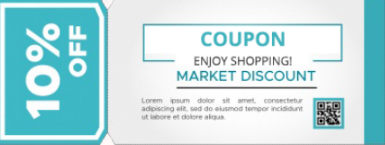 10%
OFF
COUPON
ENJOY SHOPPING!
MARKET DISCOUNT
Lorem ipsum dolor sit amet, consectetur
adipiscing elit, sed do eiusmod tempor incididunt
ut labore et dolore aliqua.